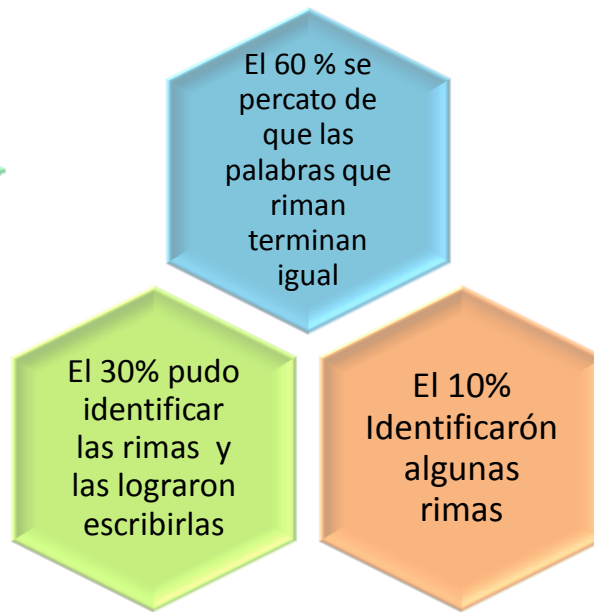 El 60 % se
percato de
que las
palabras que
riman
terminan
igual
El 30% pudo
identificar
las rimas y
las lograron
escribirlas
El 10%
Identificarón
algunas
rimas